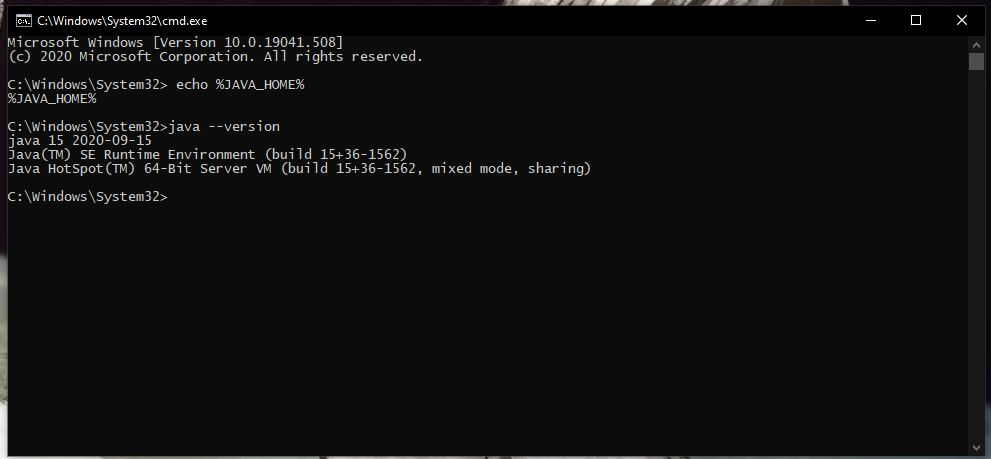 C:\Windows\System32\cmd.exe
Microsoft Windows [Version 10.0.19041.508]
(c) 2020 Microsoft Corporation. All rights reserved.
C:\Windows\System32> echo %JAVA_HOME%
%JAVA_HOME%
C:\Windows\System32>java --version
java 15 2020-09-15
Java(TM) SE Runtime Environment (build 15+36-1562)
Java HotSpot(TM) 64-Bit Server VM (build 15+36-1562, mixed mode, sharing)
C:\Windows\System32>